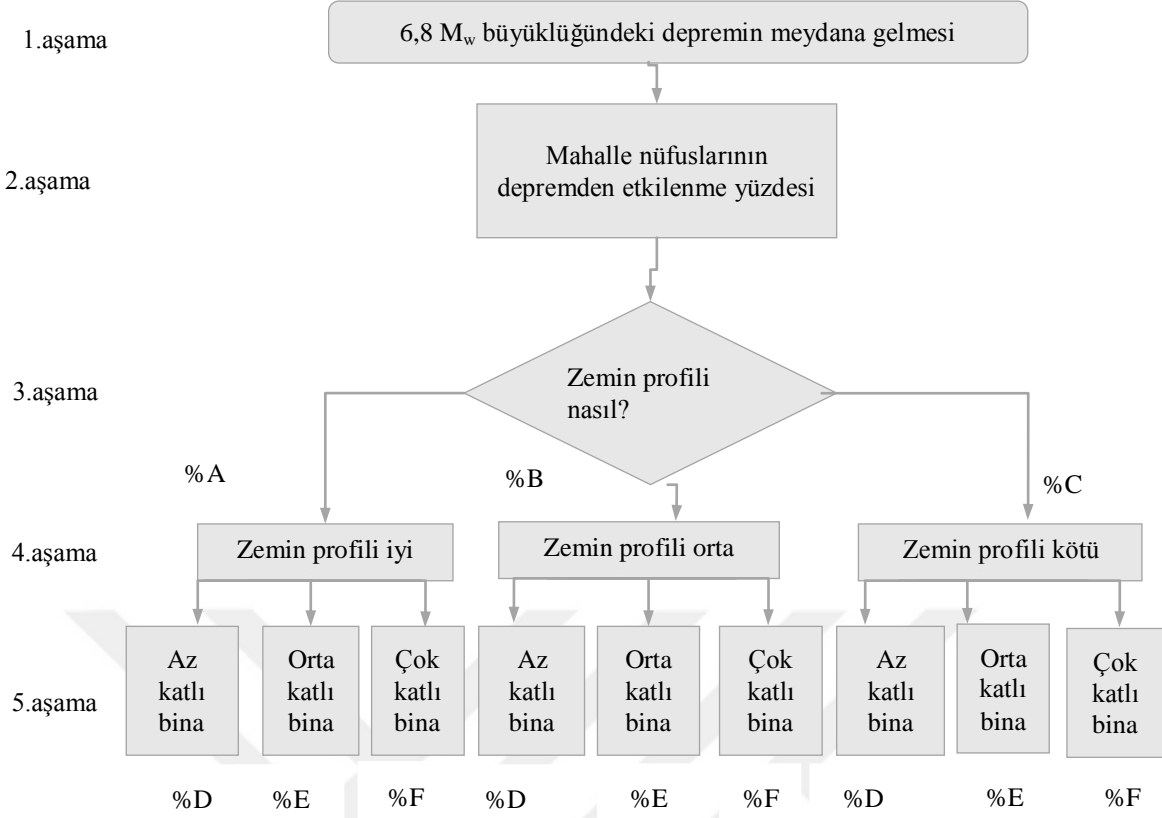 1.aşama
6,8 Mw büyüklüğündeki depremin meydana gelmesi
2.aşama
Mahalle nüfuslarının
depremden etkilenme yüzdesi
3.aşama
Zemin profili
nasıl?
%A
%B
%C
4.aşama
Zemin profili iyi
Zemin profili orta
Zemin profili kötü
5.aşama
Az
katlı
bina
Orta
katlı
bina
Çok
katlı
bina
Az
katlı
bina
Orta
katlı
bina
Çok
katlı
bina
Az
katlı
bina
Orta
katlı
bina
Çok
katlı
bina
%D
%E
%F
%D
%E
%F
%D
%E
%F